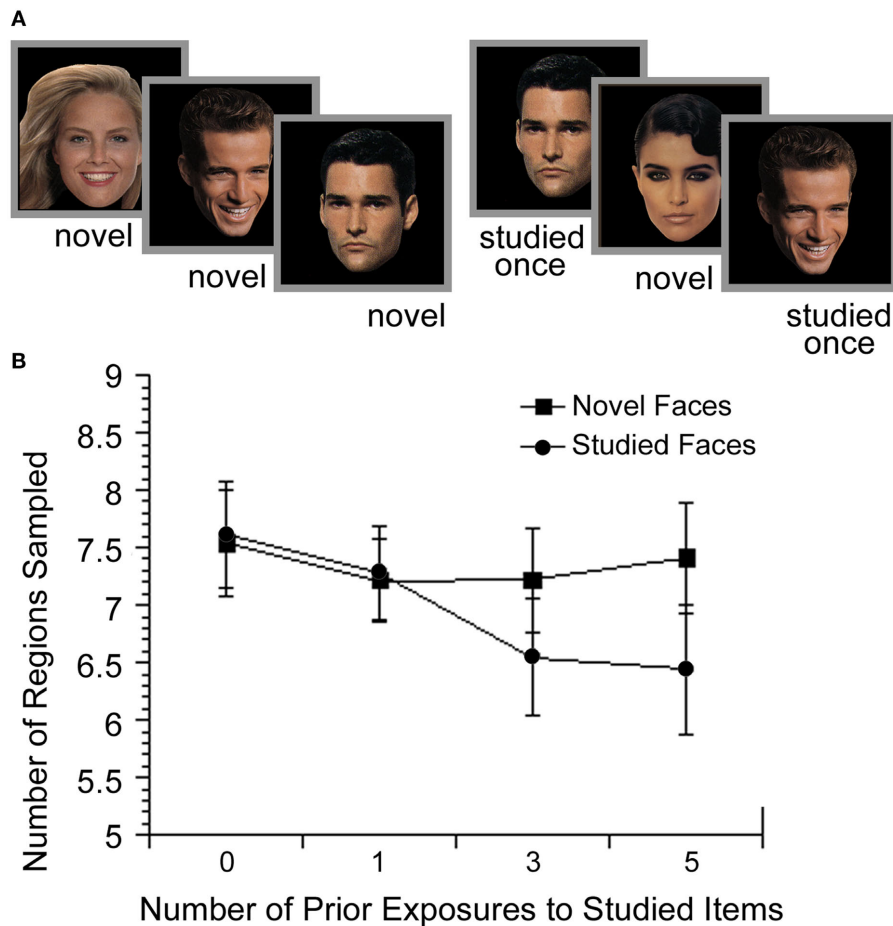 A
novel
novel
novel
studied
once
novel
studied
once
B
Number of Regions Sampled
9
8.5
8
7.5
7
6.5
6
5.5
5
Novel Faces
Studied Faces
0 1 3 5
Number of Prior Exposures to Studied Items